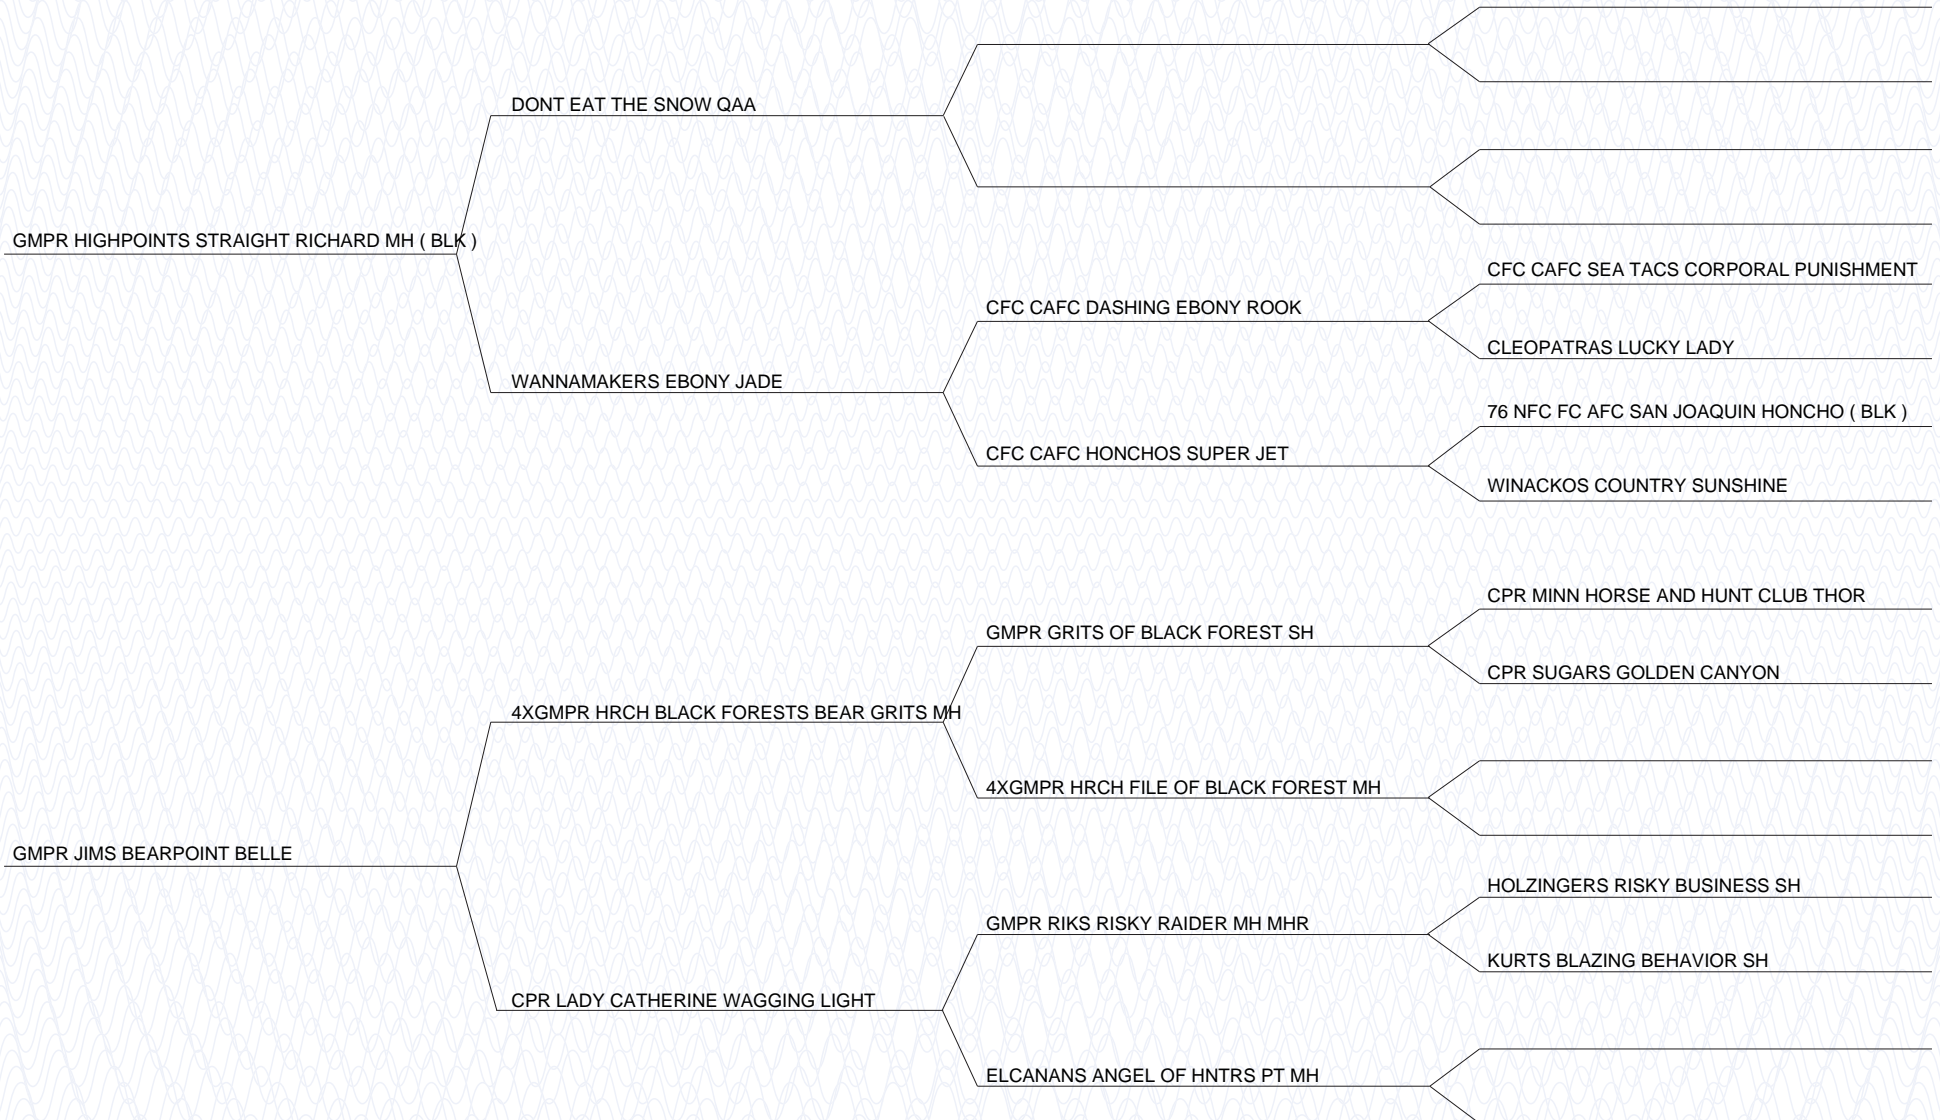 DONT EAT THE SNOW QAA
GMPR HIGHPOINTS STRAIGHT RICHARD MH ( BLK )
CFC CAFC SEA TACS CORPORAL PUNISHMENT
CFC CAFC DASHING EBONY ROOK
CLEOPATRAS LUCKY LADY
WANNAMAKERS EBONY JADE
76 NFC FC AFC SAN JOAQUIN HONCHO ( BLK )
CFC CAFC HONCHOS SUPER JET
WINACKOS COUNTRY SUNSHINE
CPR MINN HORSE AND HUNT CLUB THOR
GMPR GRITS OF BLACK FOREST SH
CPR SUGARS GOLDEN CANYON
4XGMPR HRCH BLACK FORESTS BEAR GRITS MH
4XGMPR HRCH FILE OF BLACK FOREST MH
GMPR JIMS BEARPOINT BELLE
HOLZINGERS RISKY BUSINESS SH
GMPR RIKS RISKY RAIDER MH MHR
KURTS BLAZING BEHAVIOR SH
CPR LADY CATHERINE WAGGING LIGHT
ELCANANS ANGEL OF HNTRS PT MH